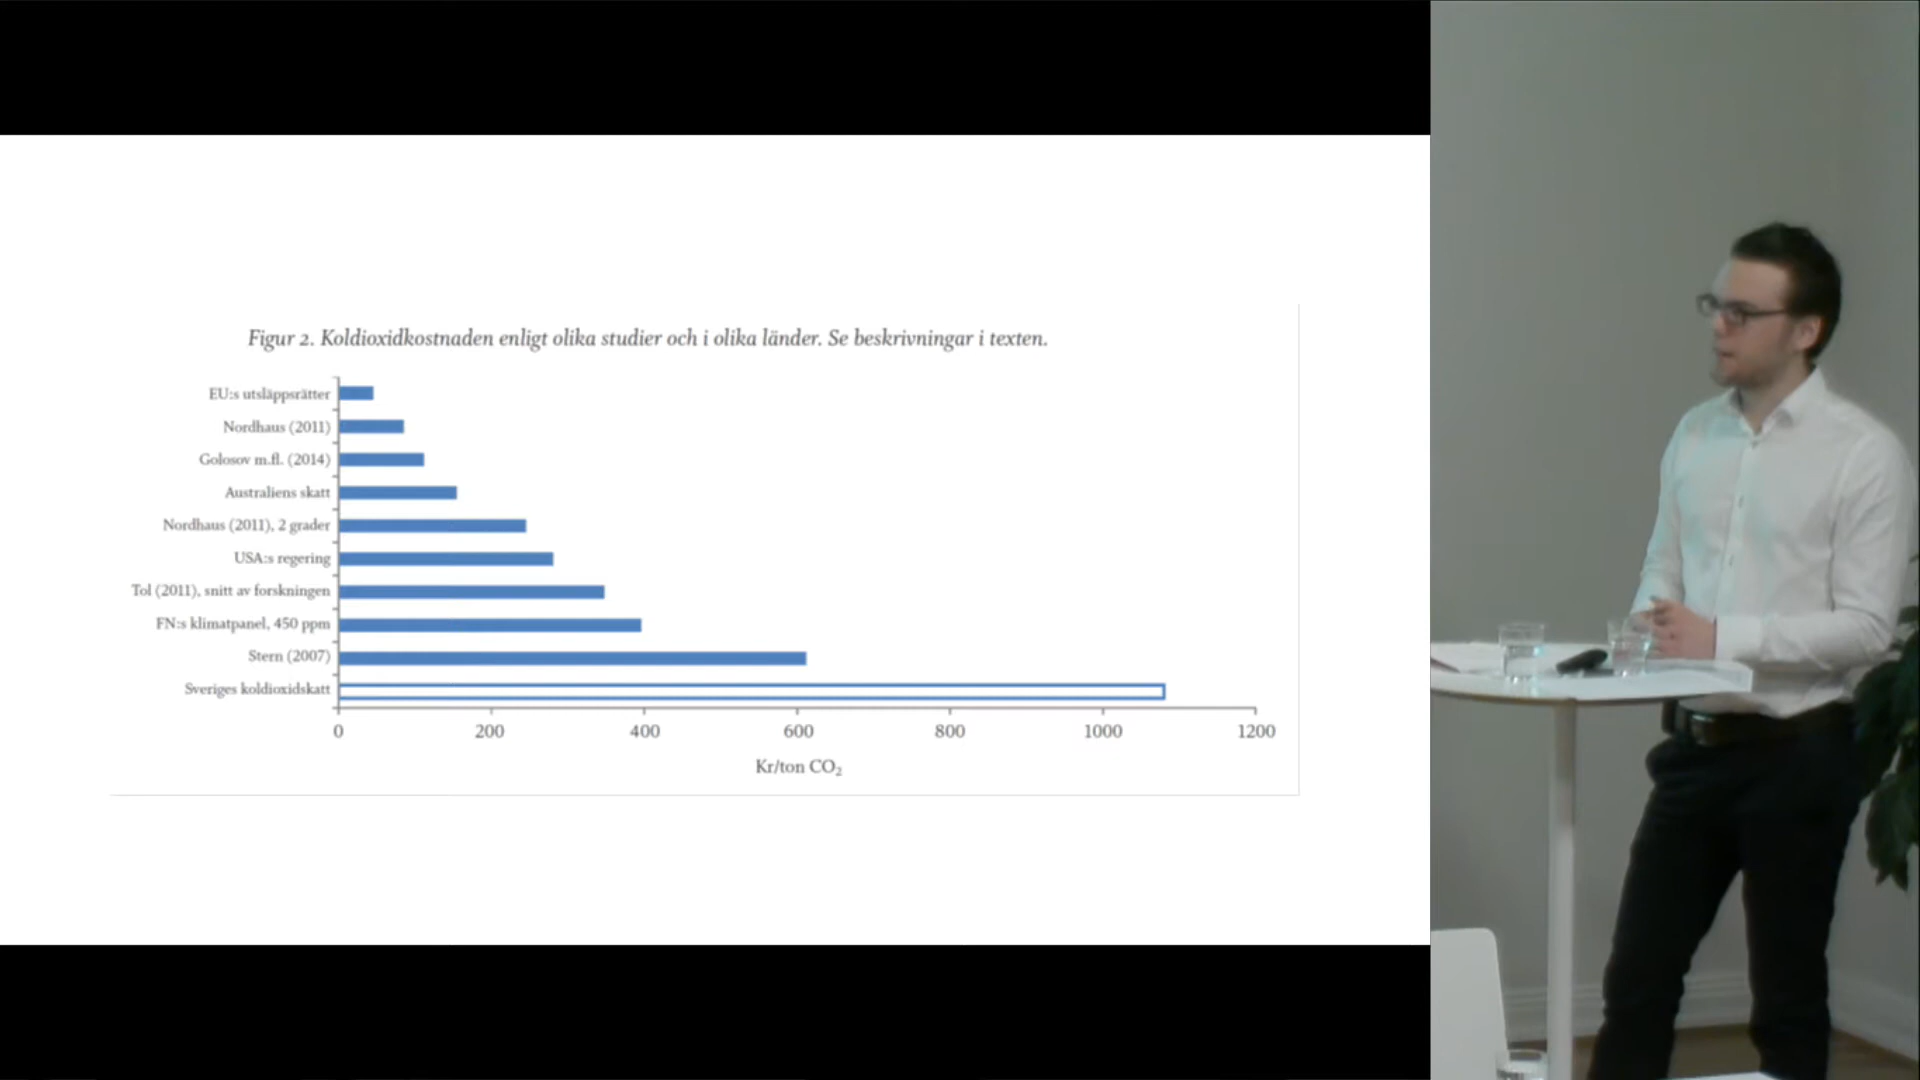 Figur 2. Koldioxidkostnaden enligt olika studier och i olika länder. Se beskrivningar i texten.
EU:s utsläppsrätter
Nordhaus (2011)
Golosov m.fl. (2014)
Australiens skatt
Nordhaus (2011), 2 grader
USA:s regering
Tol (2011), snitt av forskningen
FN:s klimatpanel, 450 ppm
Stern (2007)
Sveriges koldioxidskatt
0 200 400 600 800 1000 1200
Kr/ton CO₂